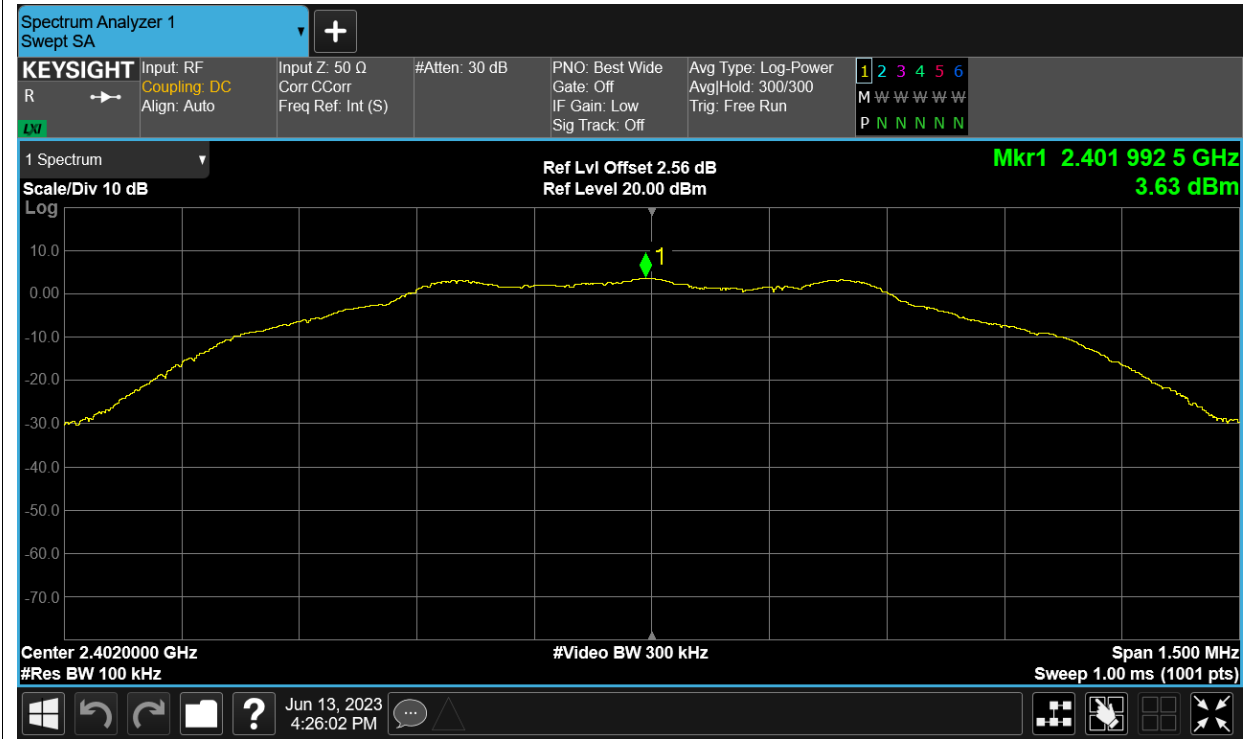 Spectrum Analyzer 1
Swept SA
KEYSIGHT
R
LXI
Input: RF
Coupling: DC
Align: Auto
Input Z: 50 Ω
Corr CCorr
Freq Ref: Int (S)
#Atten: 30 dB
PNO: Best Wide
Gate: Off
IF Gain: Low
Sig Track: Off
Avg Type: Log-Power
Avg|Hold: 300/300
Trig: Free Run
1 2 3 4 5 6
M W W W W W
P N N N N N
1 Spectrum
Scale/Div 10 dB
Ref Lvl Offset 2.56 dB
Ref Level 20.00 dBm
Mkr1 2.401 992 5 GHz
3.63 dBm
Log
10.0
0.00
-10.0
-20.0
-30.0
-40.0
-50.0
-60.0
-70.0
1
Center 2.4020000 GHz
#Res BW 100 kHz
#Video BW 300 kHz
Span 1.500 MHz
Sweep 1.00 ms (1001 pts)
?
Jun 13, 2023
4:26:02 PM